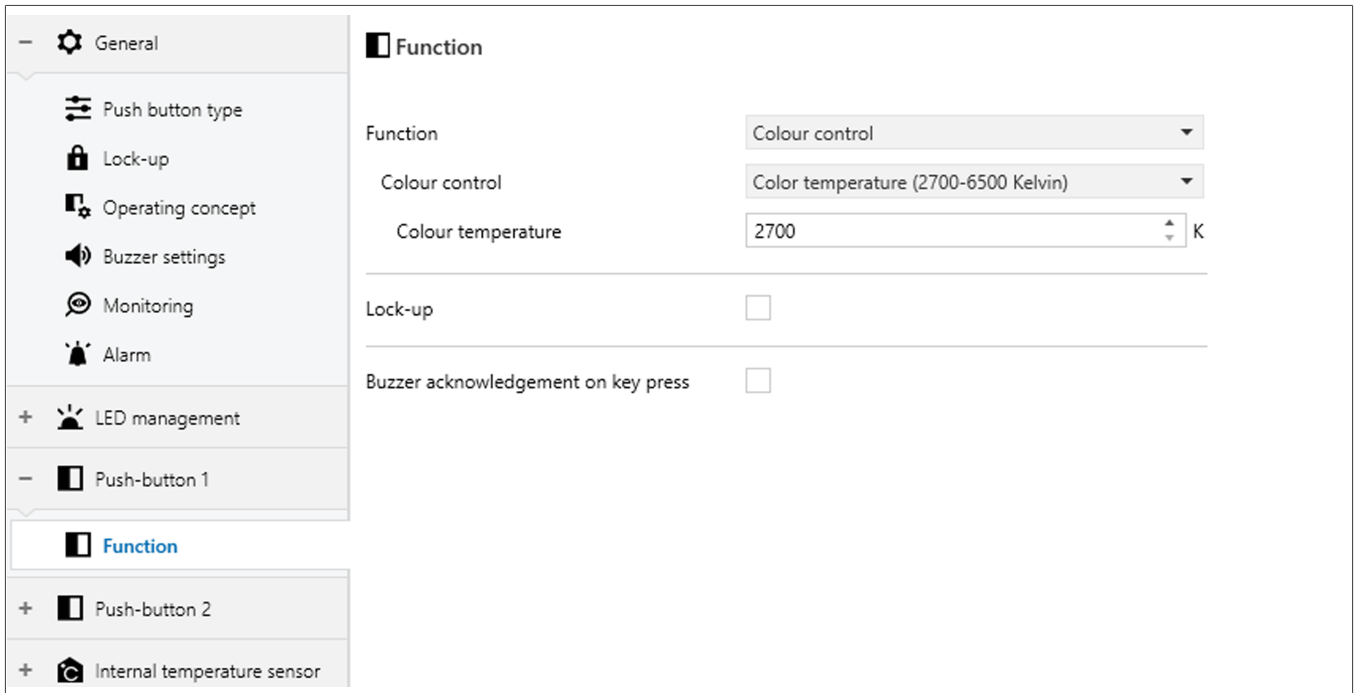 General
Push button type
Lock-up
Operating concept
Buzzer settings
Monitoring
Alarm
LED management
Push-button 1
Function
Push-button 2
Internal temperature sensor
Function
Function Colour control
Colour control Color temperature (2700-6500 Kelvin)
Colour temperature 2700 K
Lock-up
Buzzer acknowledgement on key press